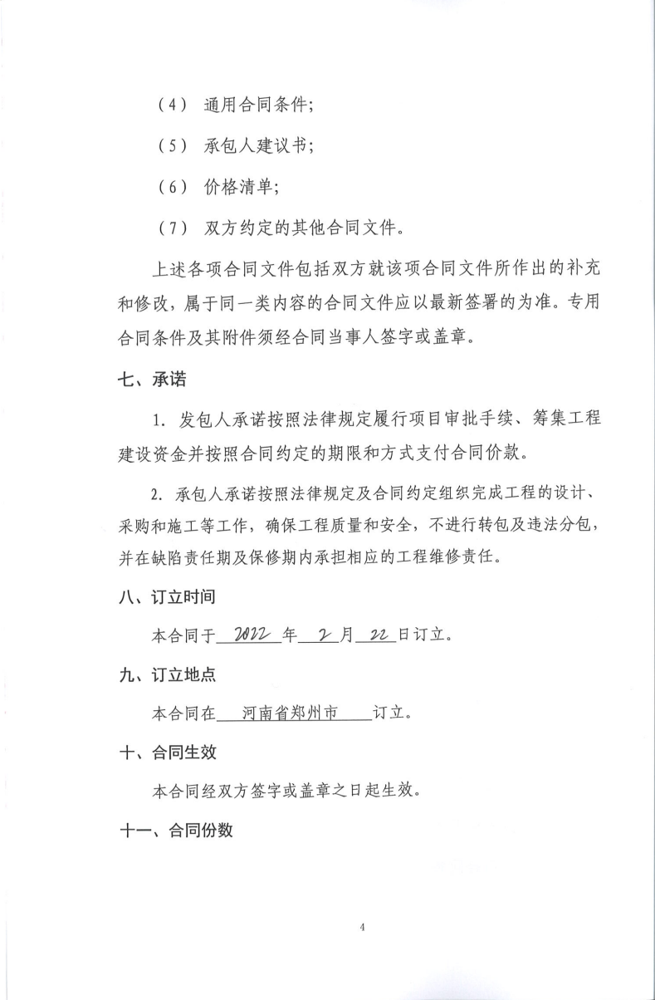 （4） 通用合同条件；
（5） 承包人建议书；
（6） 价格清单；
（7） 双方约定的其他合同文件。
上述各项合同文件包括双方就该项合同文件所作出的补充
和修改，属于同一类内容的合同文件应以最新签署的为准。专用
合同条件及其附件须经合同当事人签字或盖章。
七、承诺
1. 发包人承诺按照法律规定履行项目审批手续、筹集工程
建设资金并按照合同约定的期限和方式支付合同价款。
2. 承包人承诺按照法律规定及合同约定组织完成工程的设计、
采购和施工等工作，确保工程质量和安全，不进行转包及违法分包，
并在缺陷责任期及保修期内承担相应的工程维修责任。
八、订立时间
本合同于 2022 年 2 月 22 日订立。
九、订立地点
本合同在 河南省郑州市 订立。
十、合同生效
本合同经双方签字或盖章之日起生效。
十一、合同份数
4